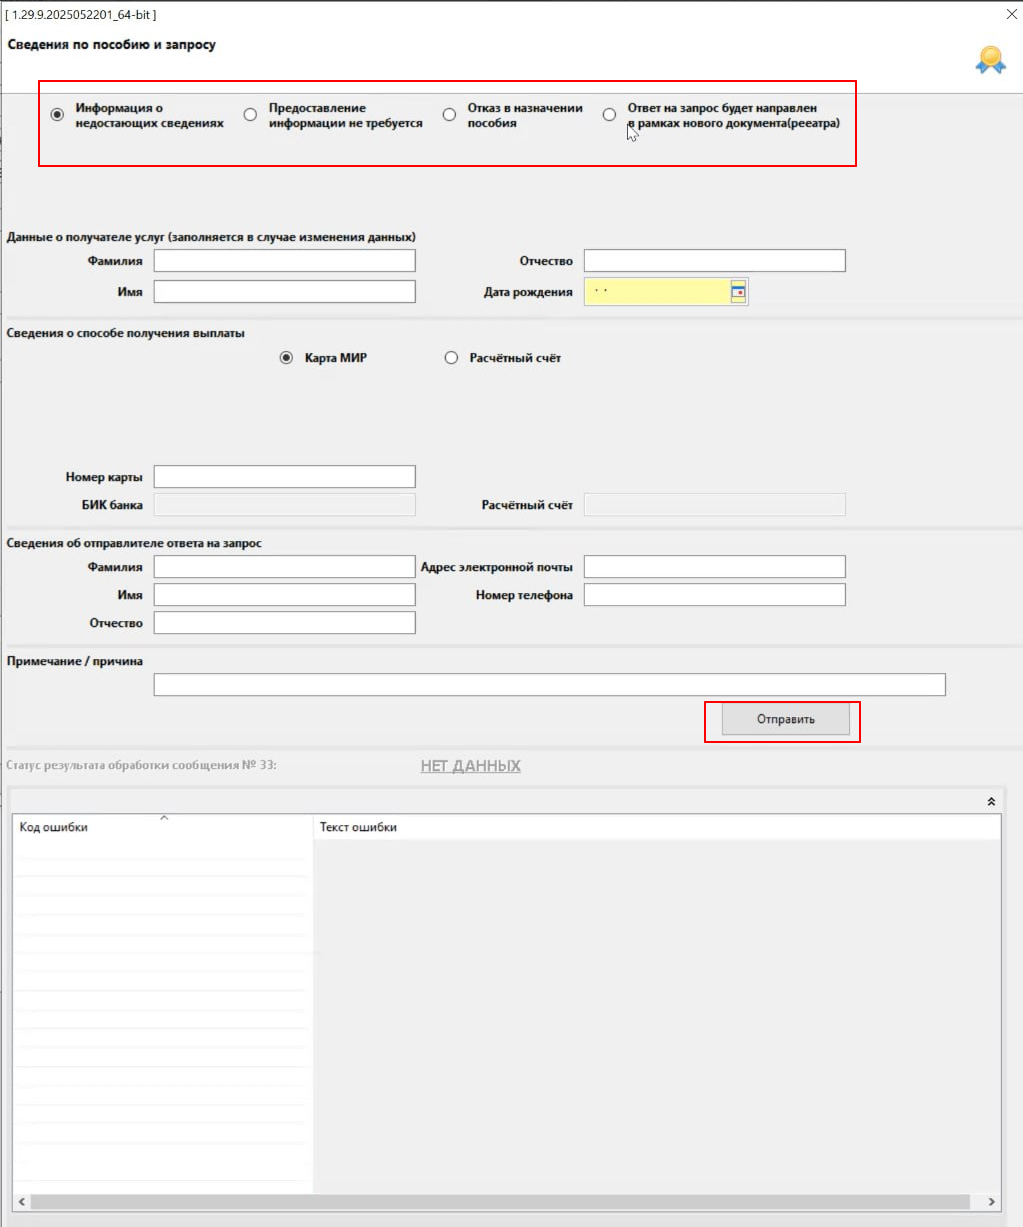 [ 1.29.9.2025052201_64-bit ]
Сведения по пособию и запросу
Информация о
недостающих сведениях
Предоставление
информации не требуется
Отказ в назначении
пособия
Ответ на запрос будет направлен
в рамках нового документа(рееатра)
Данные о получателе услуг (заполняется в случае изменения данных)
Фамилия
Отчество
Имя
Дата рождения
. .
Сведения о способе получения выплаты
Карта МИР
Расчётный счёт
Номер карты
БИК банка
Расчётный счёт
Сведения об отправлителе ответа на запрос
Фамилия
Адрес электронной почты
Имя
Номер телефона
Отчество
Примечание / причина
Отправить
Статус результата обработки сообщения № 33:
НЕТ ДАННЫХ
Код ошибки
Текст ошибки